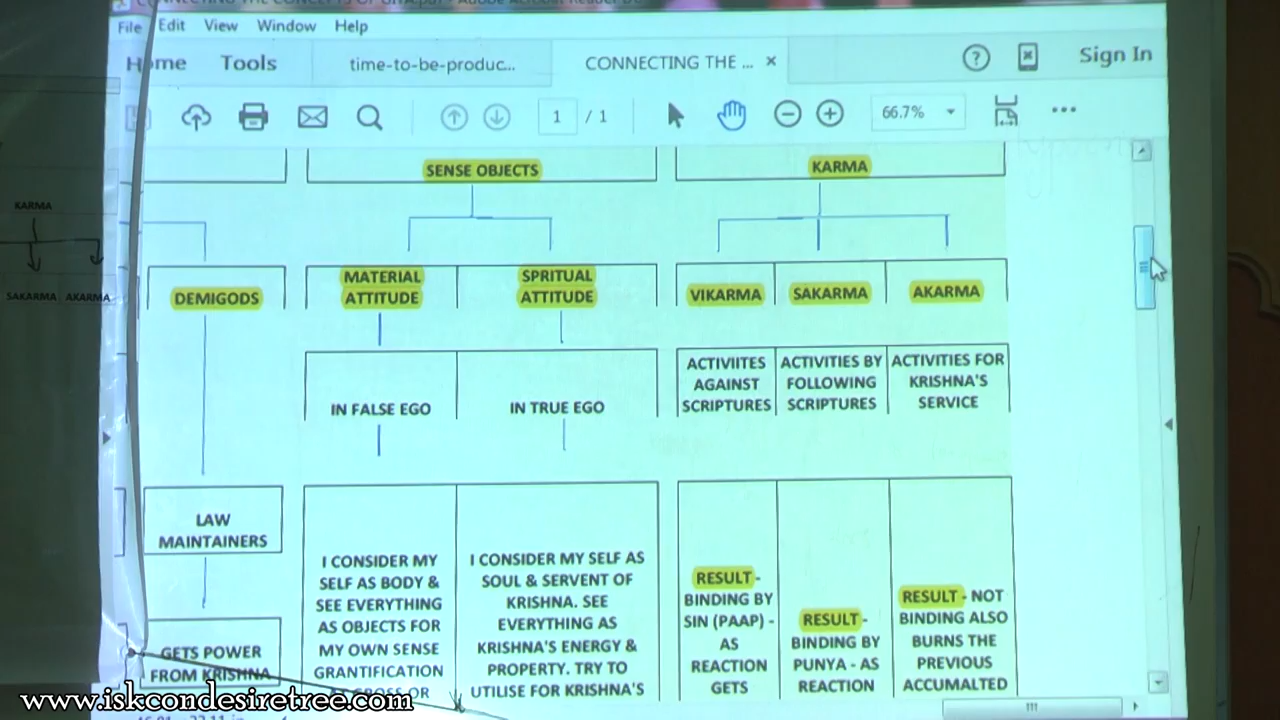 File Edit View Window Help
Home Tools time-to-be-produc... CONNECTING THE ... × Sign In
1 / 1 66.7%
SENSE OBJECTS
KARMA
KARMA
SAKARMA AKARMA
DEMIGODS
MATERIAL
ATTITUDE
SPRITUAL
ATTITUDE
VIKARMA
SAKARMA
AKARMA
IN FALSE EGO
IN TRUE EGO
ACTIVIITES
AGAINST
SCRIPTURES
ACTIVITIES BY
FOLLOWING
SCRIPTURES
ACTIVITIES FOR
KRISHNA'S
SERVICE
LAW
MAINTAINERS
GETS POWER
FROM KRISHNA
I CONSIDER MY
SELF AS BODY &
SEE EVERYTHING
AS OBJECTS FOR
MY OWN SENSE
GRANTIFICATION
AT GROSS OR
I CONSIDER MY SELF AS
SOUL & SERVENT OF
KRISHNA. SEE
EVERYTHING AS
KRISHNA'S ENERGY &
PROPERTY. TRY TO
UTILISE FOR KRISHNA'S
RESULT -
BINDING BY
SIN (PAAP) -
AS
REACTION
GETS
RESULT -
BINDING BY
PUNYA - AS
REACTION
RESULT - NOT
BINDING ALSO
BURNS THE
PREVIOUS
ACCUMALTED
www.iskcondesiretree.com